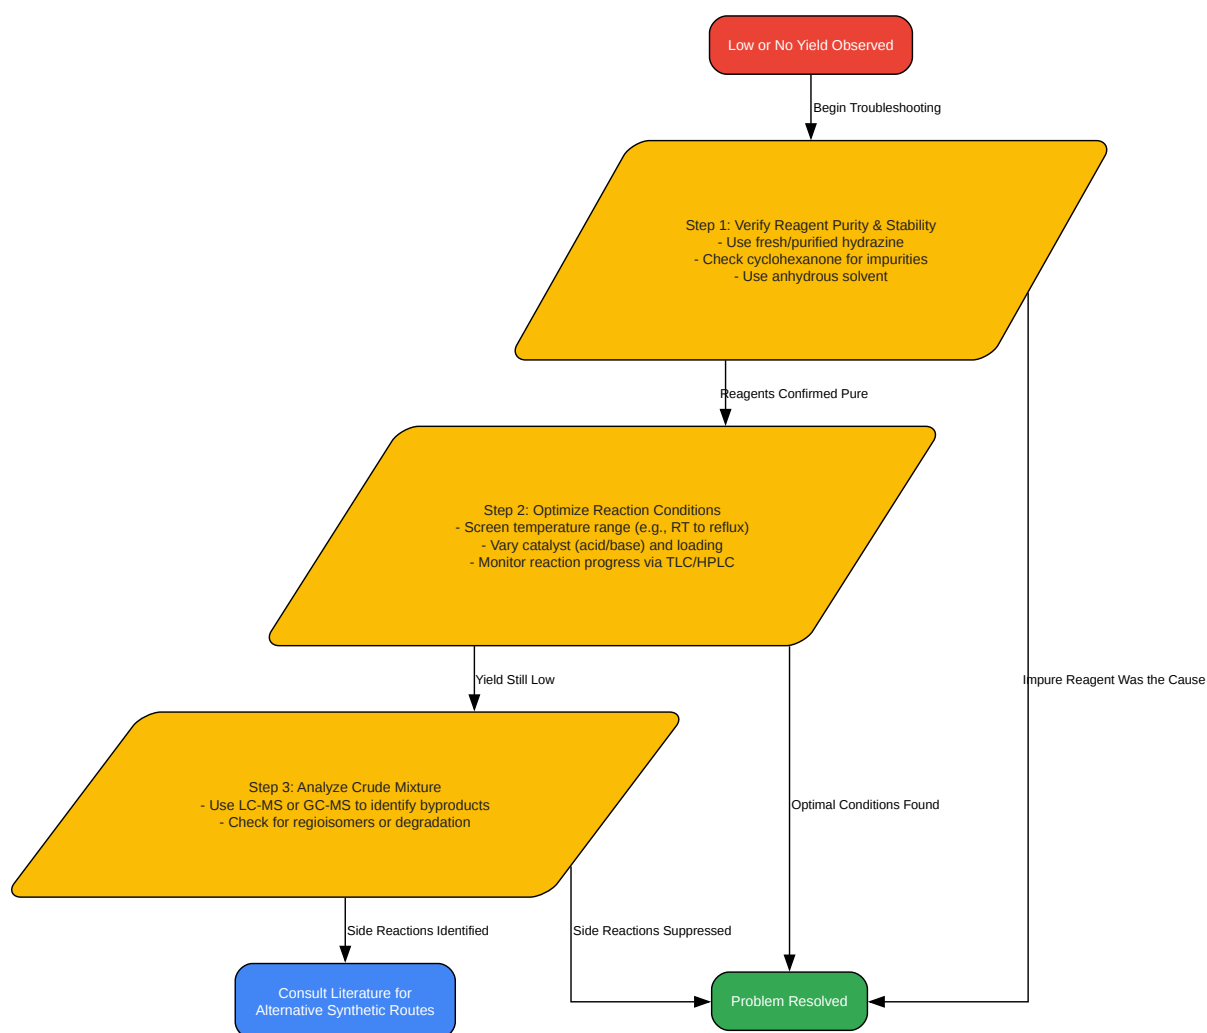 Low or No Yield Observed
Begin Troubleshooting
Step 1: Verify Reagent Purity & Stability
- Use fresh/purified hydrazine
- Check cyclohexanone for impurities
- Use anhydrous solvent
Reagents Confirmed Pure
Step 2: Optimize Reaction Conditions
- Screen temperature range (e.g., RT to reflux)
- Vary catalyst (acid/base) and loading
- Monitor reaction progress via TLC/HPLC
Yield Still Low
Impure Reagent Was the Cause
Step 3: Analyze Crude Mixture
- Use LC-MS or GC-MS to identify byproducts
- Check for regioisomers or degradation
Optimal Conditions Found
Side Reactions Identified
Side Reactions Suppressed
Consult Literature for
Alternative Synthetic Routes
Problem Resolved